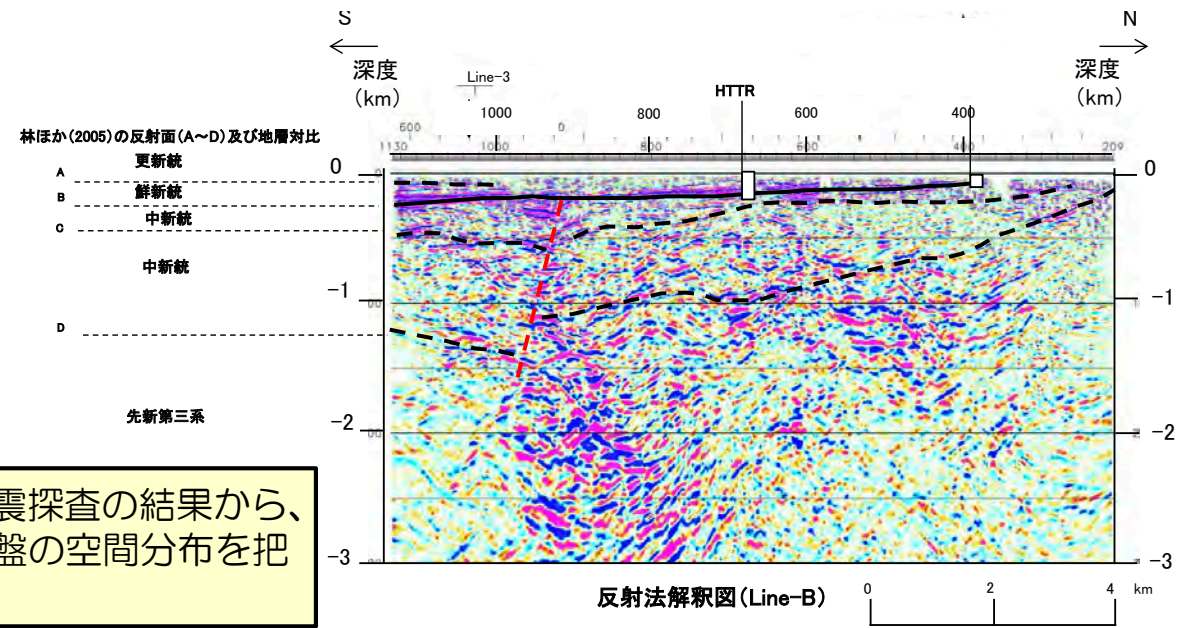 S
N
深度
(km)
深度
(km)
Line-3
HTTR
1000
800
600
400
600
0
1130
1000
800
600
400
209
林ほか(2005)の反射面(A~D)及び地層対比
更新統
A
鮮新統
B
中新統
C
中新統
D
先新第三系
0
-1
-2
-3
0
-1
-2
-3
震探査の結果から、
盤の空間分布を把
反射法解釈図(Line-B)
0
2
4
km